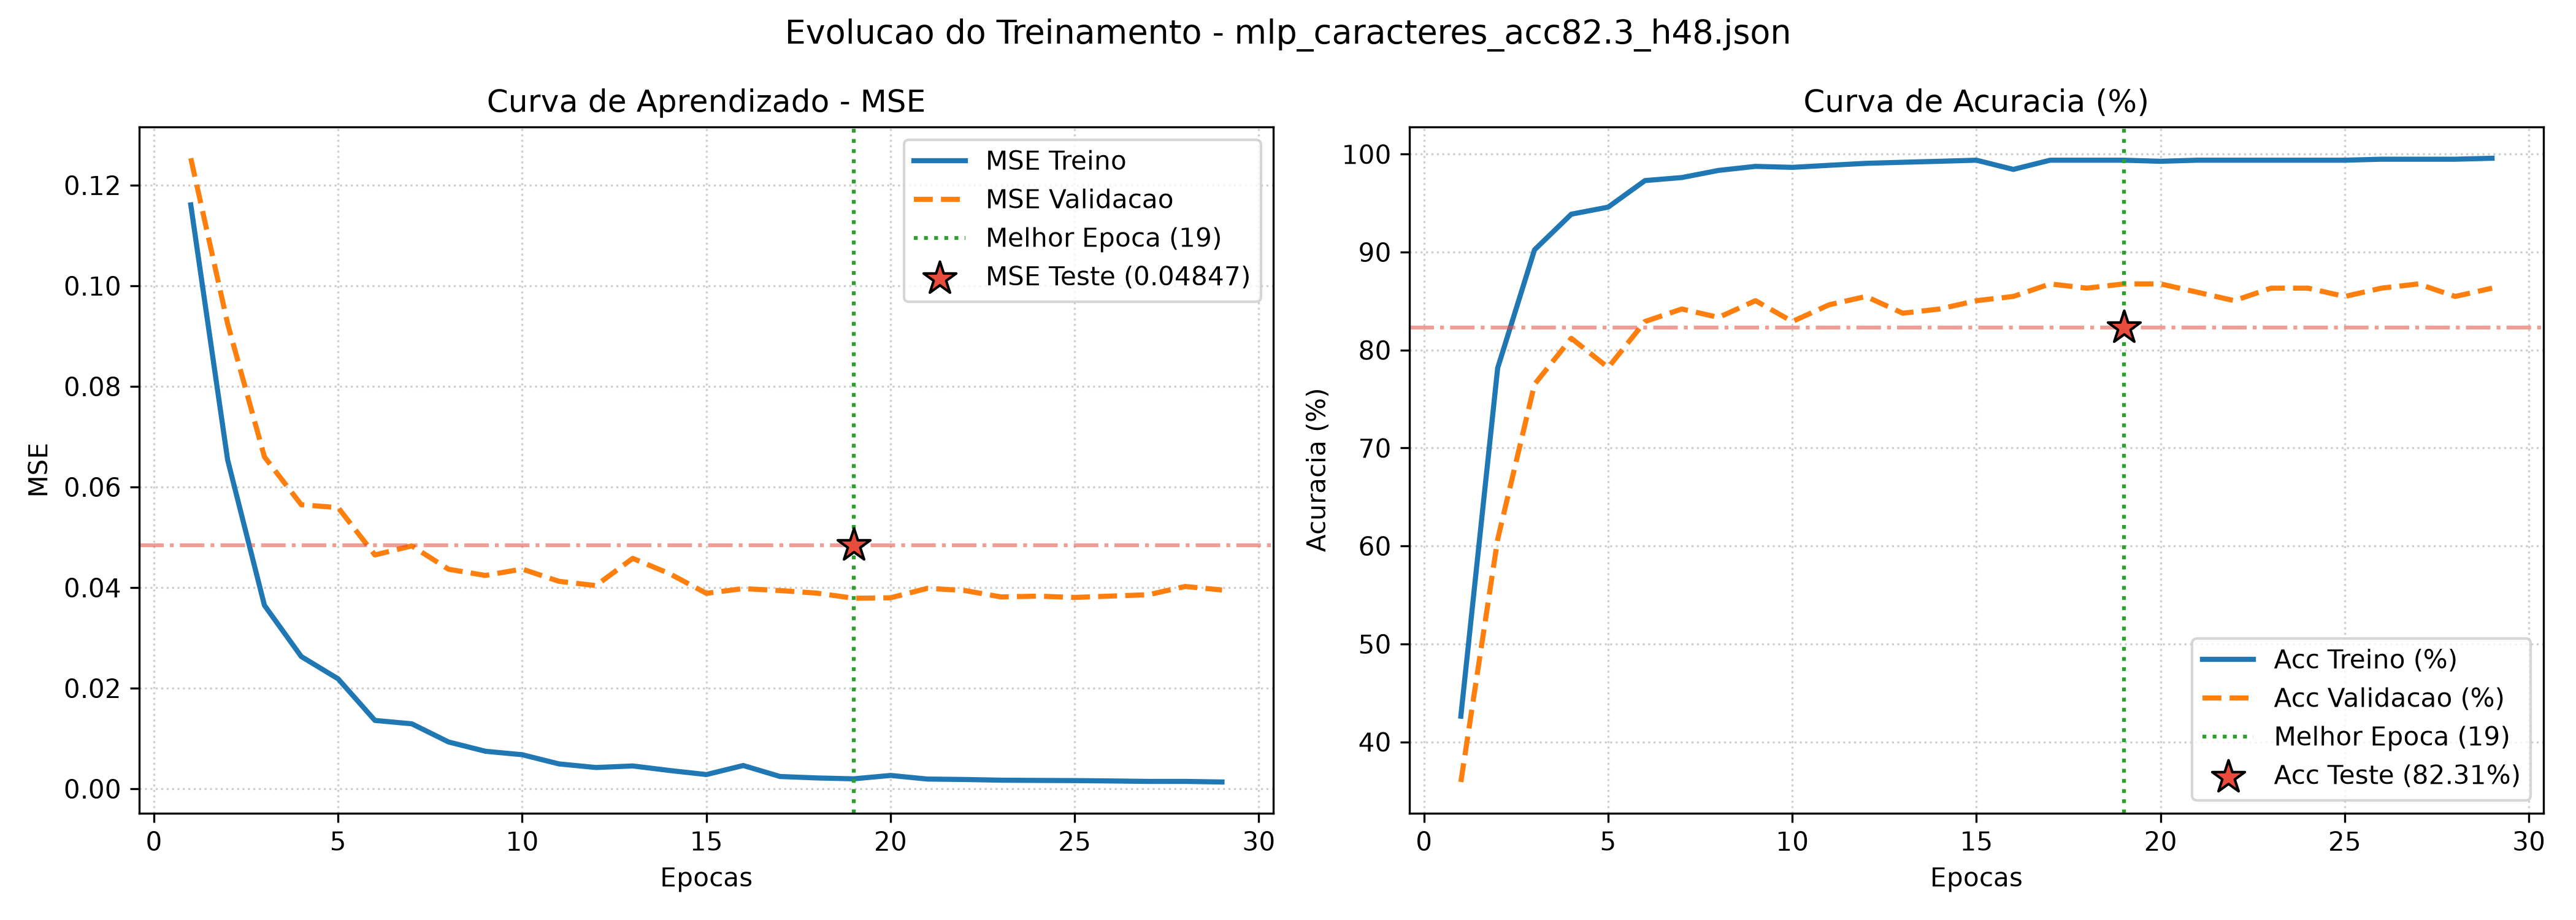 Evolucao do Treinamento - mlp_caracteres_acc82.3_h48.json
Curva de Aprendizado - MSE
MSE
0.12
0.10
0.08
0.06
0.04
0.02
0.00
0 5 10 15 20 25 30
Epocas
MSE Treino
MSE Validacao
Melhor Epoca (19)
MSE Teste (0.04847)
Curva de Acuracia (%)
Acuracia (%)
100
90
80
70
60
50
40
0 5 10 15 20 25 30
Epocas
Acc Treino (%)
Acc Validacao (%)
Melhor Epoca (19)
Acc Teste (82.31%)